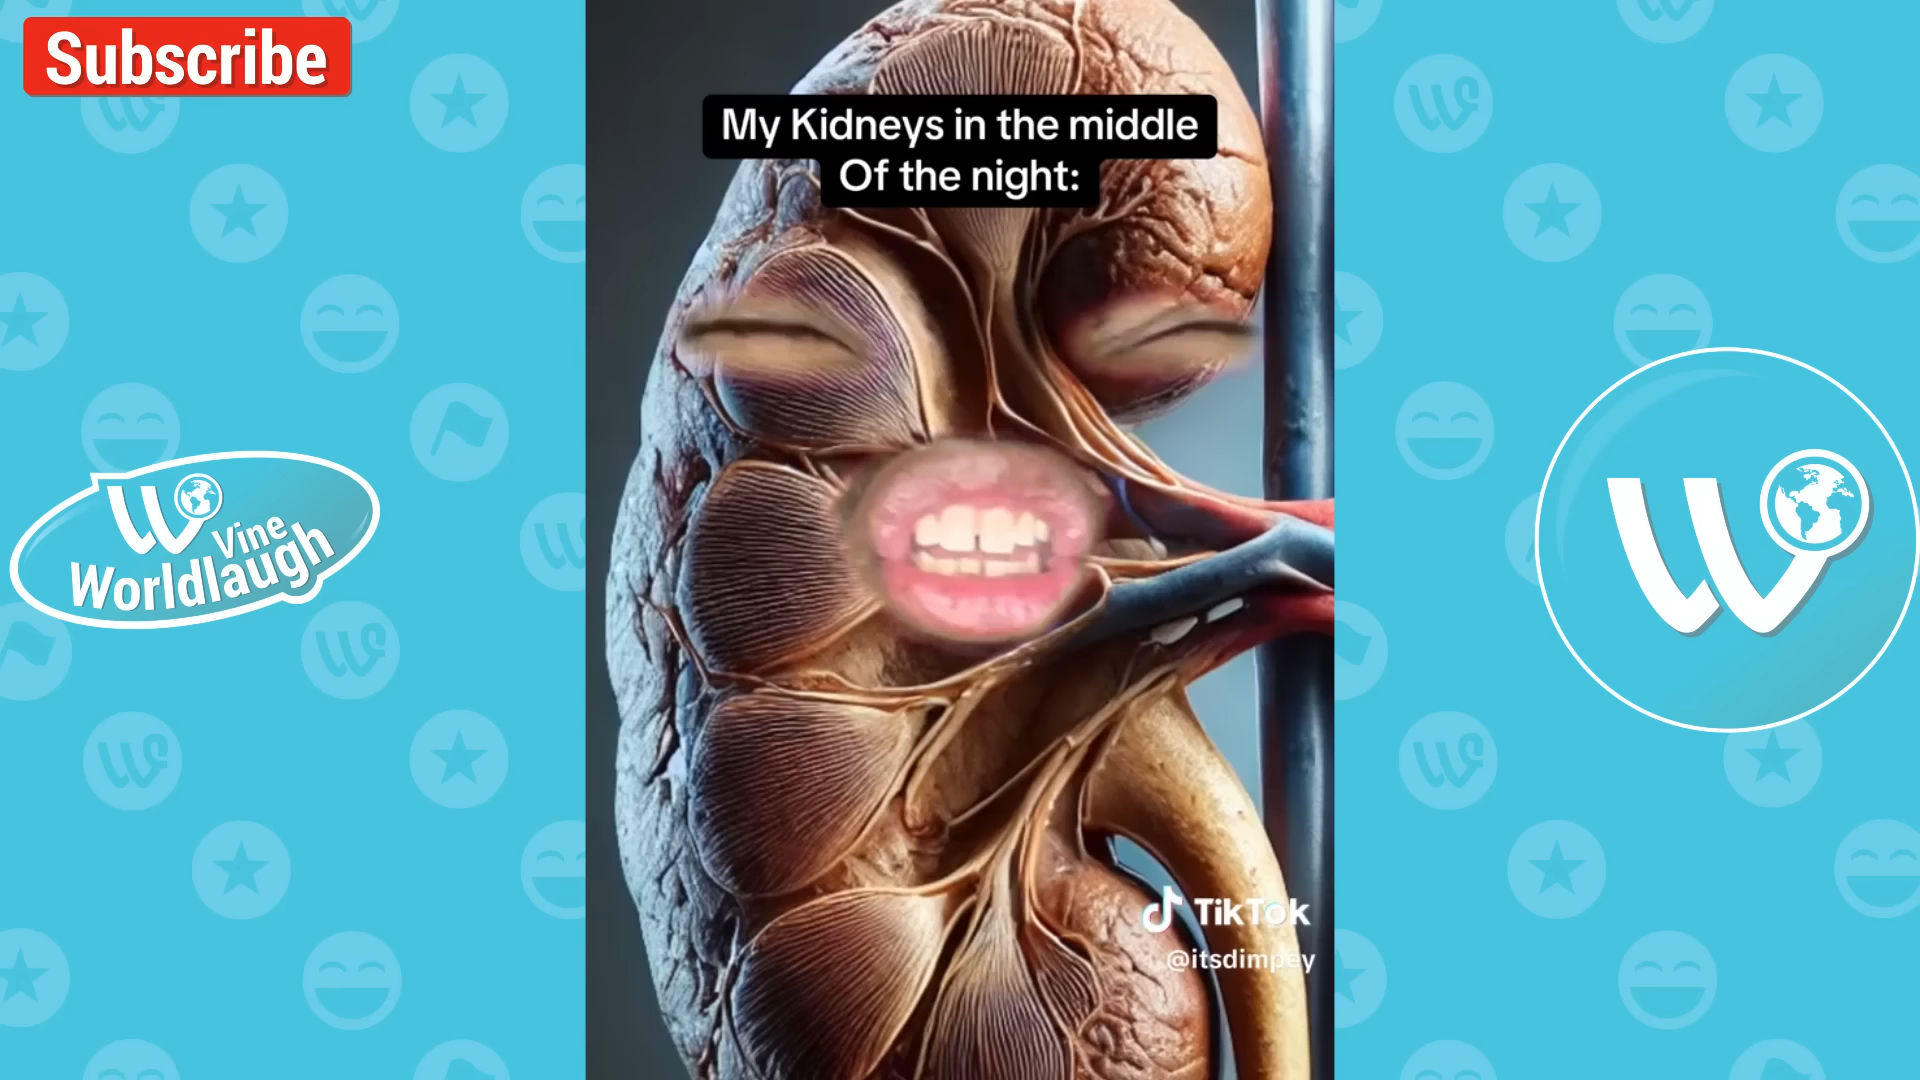 Subscribe
My Kidneys in the middle
Of the night:
W
Vine
Worldlaugh
W
TikTok
@itsdimpey